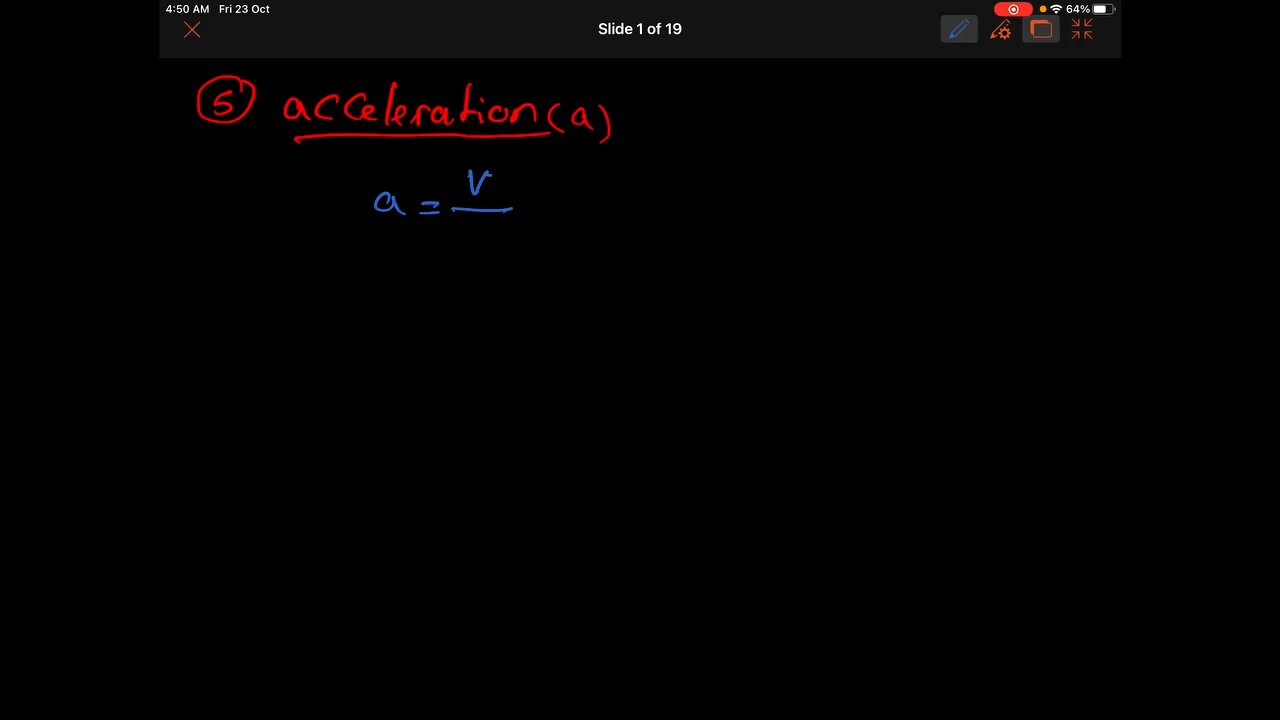 4:50 AM Fri 23 Oct
64%
Slide 1 of 19
5 acceleration (a)
a = v